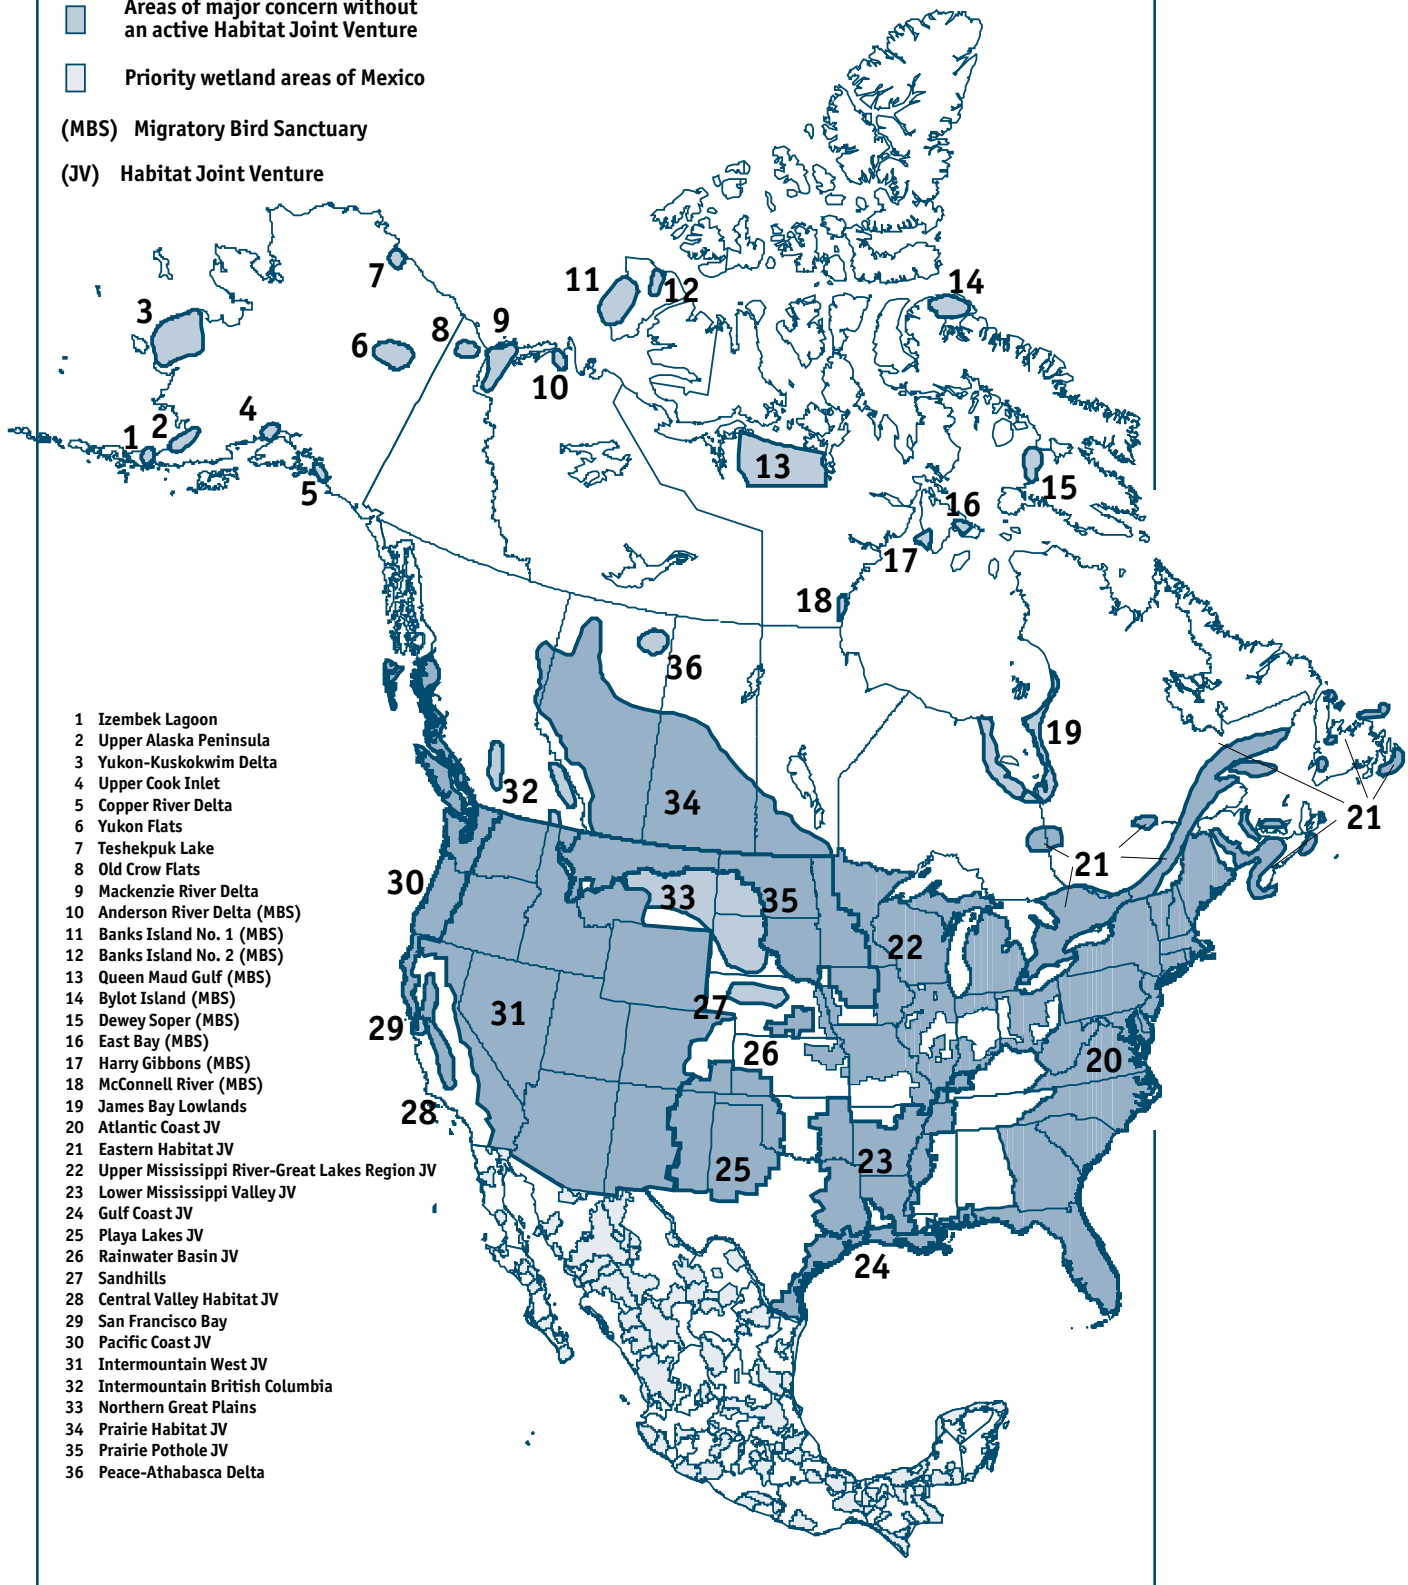 Areas of major concern without
an active Habitat Joint Venture
Priority wetland areas of Mexico
(MBS) Migratory Bird Sanctuary
(JV) Habitat Joint Venture
7
11
12
14
3
8
9
6
10
4
2
1
13
5
15
16
17
18
36
19
32
34
21
21
30
33
35
22
31
27
29
26
20
28
25
23
24
1 Izembek Lagoon
2 Upper Alaska Peninsula
3 Yukon-Kuskokwim Delta
4 Upper Cook Inlet
5 Copper River Delta
6 Yukon Flats
7 Teshekpuk Lake
8 Old Crow Flats
9 Mackenzie River Delta
10 Anderson River Delta (MBS)
11 Banks Island No. 1 (MBS)
12 Banks Island No. 2 (MBS)
13 Queen Maud Gulf (MBS)
14 Bylot Island (MBS)
15 Dewey Soper (MBS)
16 East Bay (MBS)
17 Harry Gibbons (MBS)
18 McConnell River (MBS)
19 James Bay Lowlands
20 Atlantic Coast JV
21 Eastern Habitat JV
22 Upper Mississippi River-Great Lakes Region JV
23 Lower Mississippi Valley JV
24 Gulf Coast JV
25 Playa Lakes JV
26 Rainwater Basin JV
27 Sandhills
28 Central Valley Habitat JV
29 San Francisco Bay
30 Pacific Coast JV
31 Intermountain West JV
32 Intermountain British Columbia
33 Northern Great Plains
34 Prairie Habitat JV
35 Prairie Pothole JV
36 Peace-Athabasca Delta